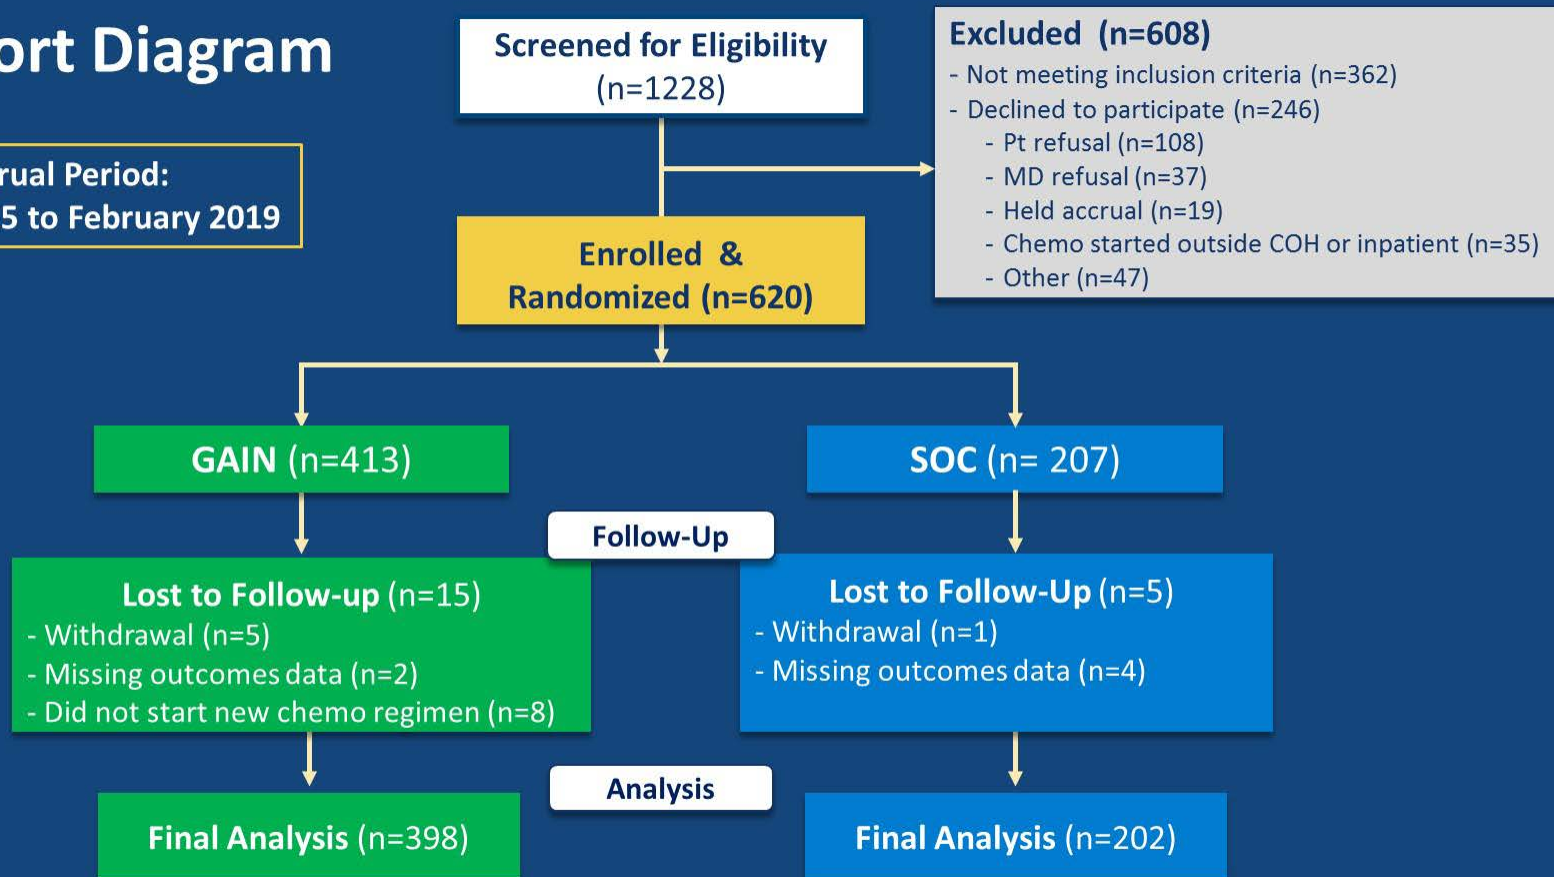 ort Diagram
Screened for Eligibility
(n=1228)
Excluded (n=608)
- Not meeting inclusion criteria (n=362)
- Declined to participate (n=246)
- Pt refusal (n=108)
- MD refusal (n=37)
- Held accrual (n=19)
- Chemo started outside COH or inpatient (n=35)
- Other (n=47)
rual Period:
5 to February 2019
Enrolled &
Randomized (n=620)
GAIN (n=413)
SOC (n= 207)
Follow-Up
Lost to Follow-up (n=15)
- Withdrawal (n=5)
- Missing outcomes data (n=2)
- Did not start new chemo regimen (n=8)
Lost to Follow-Up (n=5)
- Withdrawal (n=1)
- Missing outcomes data (n=4)
Analysis
Final Analysis (n=398)
Final Analysis (n=202)